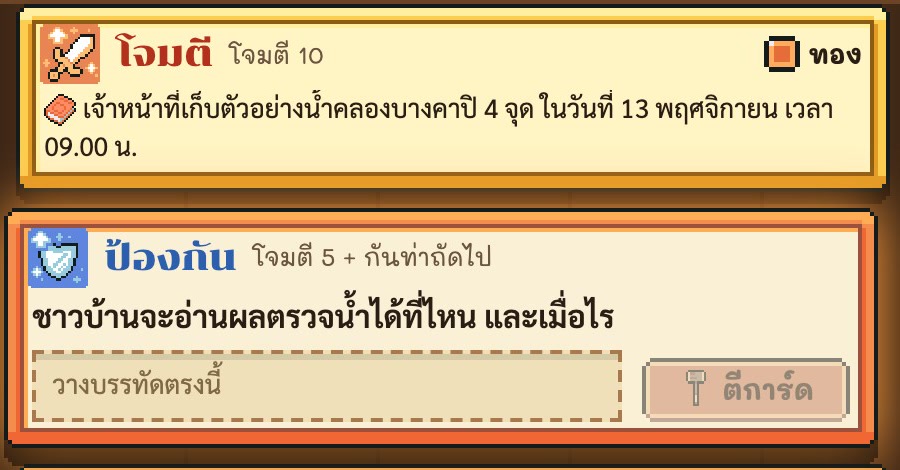 โจมตี โจมตี 10 ทอง
เจ้าหน้าที่เก็บตัวอย่างน้ำคลองบางคาปิ 4 จุด ในวันที่ 13 พฤศจิกายน เวลา
09.00 น.
ป้องกัน โจมตี 5 + กันท่าถัดไป
ชาวบ้านจะอ่านผลตรวจน้ำได้ที่ไหน และเมื่อไร
วางบรรทัดตรงนี้ ตีการ์ด